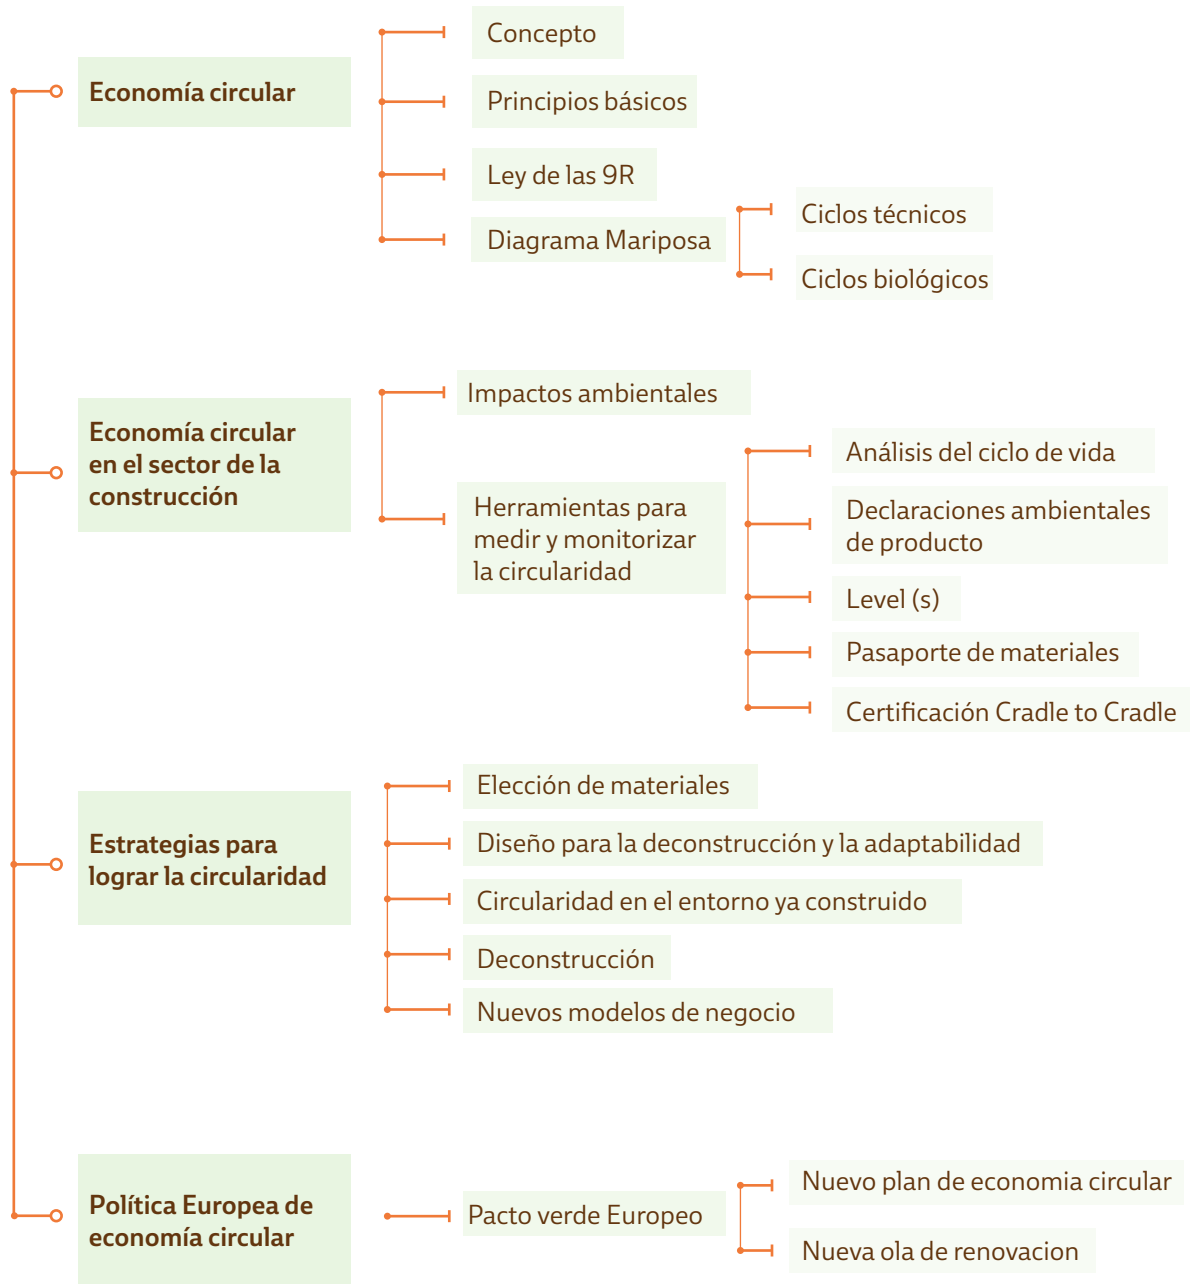 Economía circular
Concepto
Principios básicos
Ley de las 9R
Diagrama Mariposa
Ciclos técnicos
Ciclos biológicos
Economía circular
en el sector de la
construcción
Impactos ambientales
Herramientas para
medir y monitorizar
la circularidad
Análisis del ciclo de vida
Declaraciones ambientales
de producto
Level (s)
Pasaporte de materiales
Certificación Cradle to Cradle
Estrategias para
lograr la circularidad
Elección de materiales
Diseño para la deconstrucción y la adaptabilidad
Circularidad en el entorno ya construido
Deconstrucción
Nuevos modelos de negocio
Política Europea de
economía circular
Pacto verde Europeo
Nuevo plan de economia circular
Nueva ola de renovacion